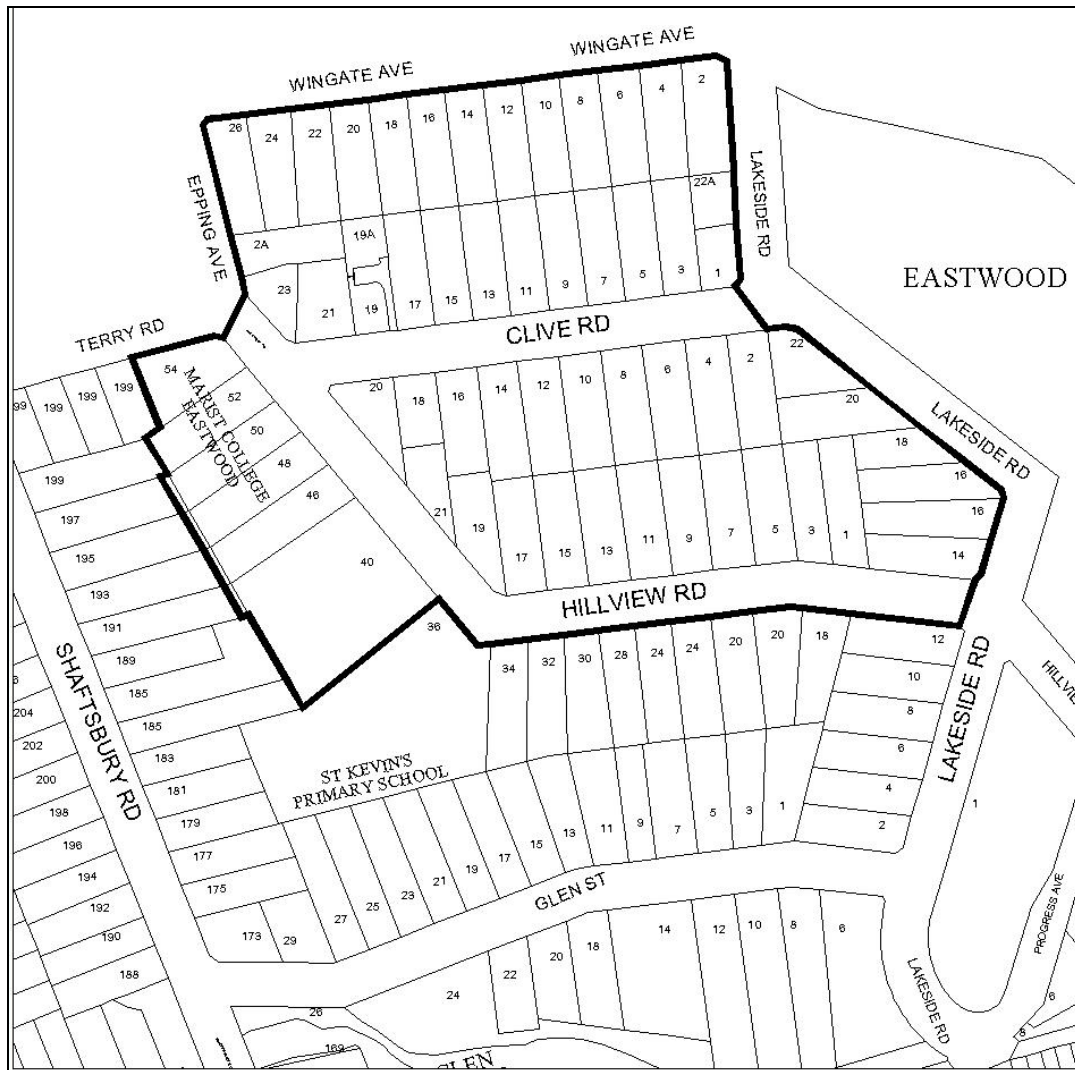 WINGATE AVE
WINGATE AVE
26 24 22 20 18 16 14 12 10 8 6 4 2
EPPING AVE
LAKESIDE RD
22A
2A 19A
23 21 19 17 15 13 11 9 7 5 3 1
EASTWOOD
TERRY RD
CLIVE RD
99 199 199 199 54
MARIST COLLEGE
EASTWOOD
52
50
48
46
40
20 18 16 14 12 10 8 6 4 2 22
20
18
16
16
14
LAKESIDE RD
21 19 17 15 13 11 9 7 5 3 1
HILLVIEW RD
199
197
195
193
191
189
185
185
183
181
179
177
175
173 29
SHAFTSBURY RD
36
34 32 30 28 24 24 20 20 18
12
10
8
6
4
2
LAKESIDE RD
1
ST KEVIN'S
PRIMARY SCHOOL
204
202
200
198
196
194
192
190
188
27 25 23 21 19 17 15 13 11 9 7 5 3 1
GLEN ST
26 24 22 20 18 14 12 10 8 6
LAKESIDE RD
PROGRESS AVE
6
8
169